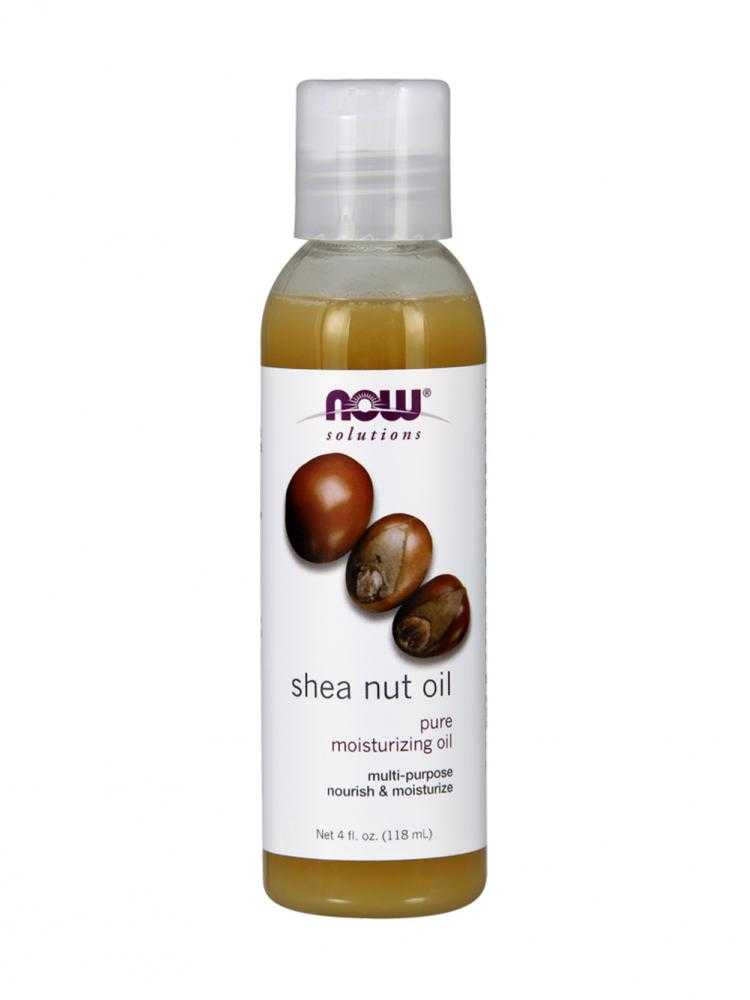 now®
solutions
shea nut oil
pure
moisturizing oil
multi-purpose
nourish & moisturize
Net 4 fl. oz. (118 mL)